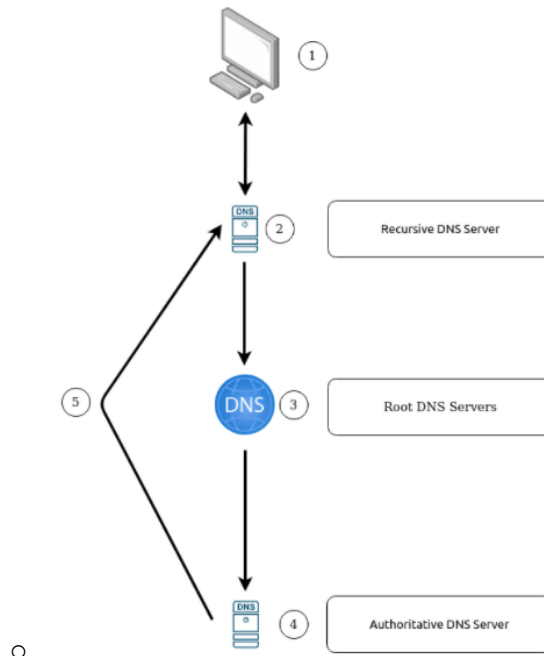 1
DNS
2
Recursive DNS Server
5
DNS
3
Root DNS Servers
DNS
4
Authoritative DNS Server